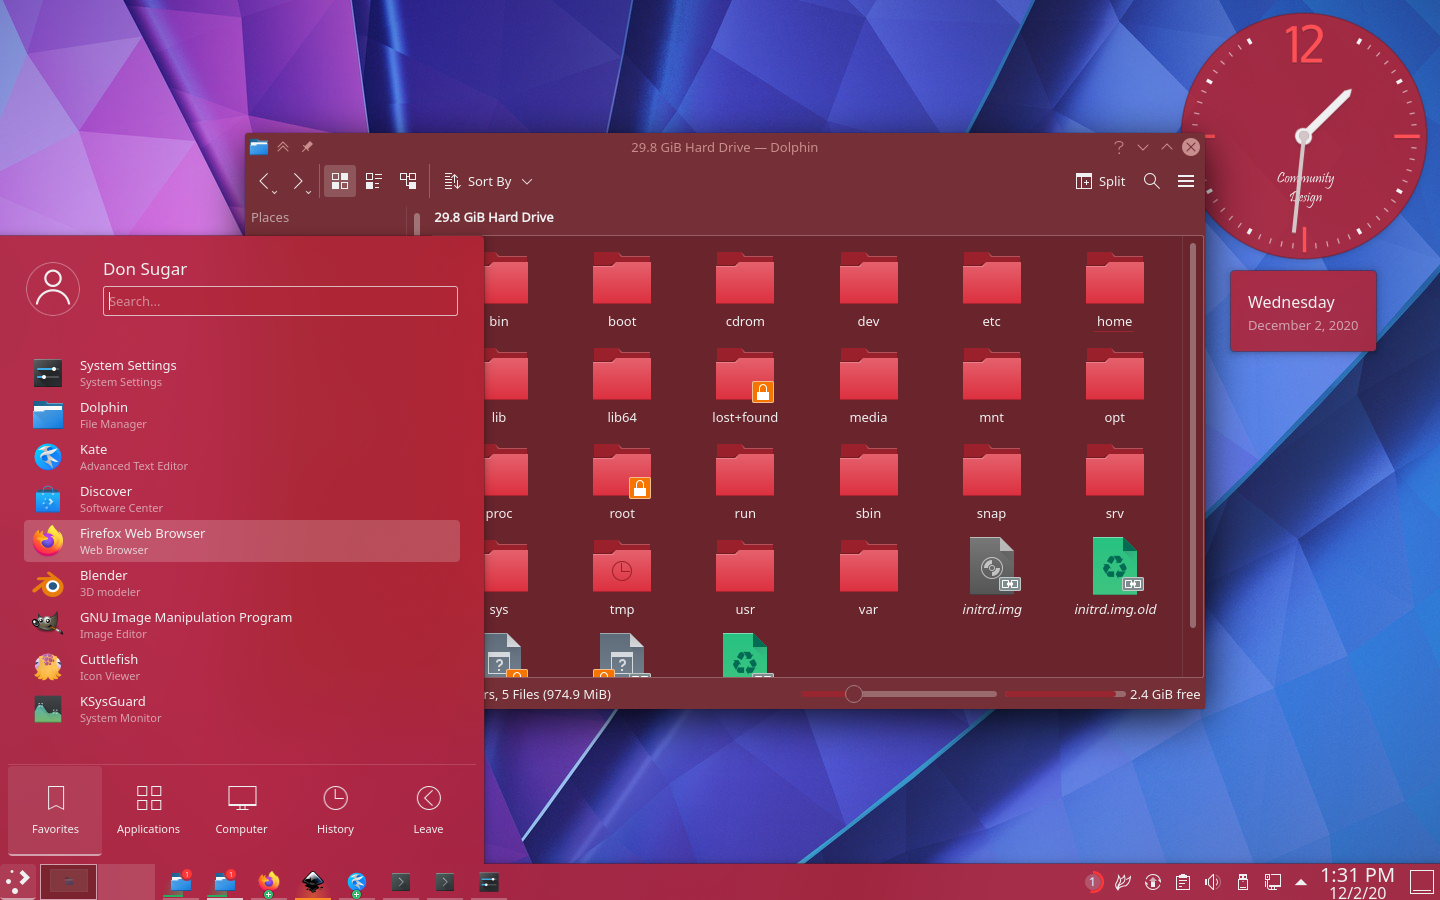 12
Community
Design
Wednesday
December 2, 2020
29.8 GiB Hard Drive — Dolphin
Sort By
Split
Places
29.8 GiB Hard Drive
bin
boot
cdrom
dev
etc
home
lib
lib64
lost+found
media
mnt
opt
proc
root
run
sbin
snap
srv
sys
tmp
usr
var
initrd.img
initrd.img.old
rs, 5 Files (974.9 MiB)
2.4 GiB free
Don Sugar
Search...
System Settings
System Settings
Dolphin
File Manager
Kate
Advanced Text Editor
Discover
Software Center
Firefox Web Browser
Web Browser
Blender
3D modeler
GNU Image Manipulation Program
Image Editor
Cuttlefish
Icon Viewer
KSysGuard
System Monitor
Favorites
Applications
Computer
History
Leave
1
1
1
1:31 PM
12/2/20